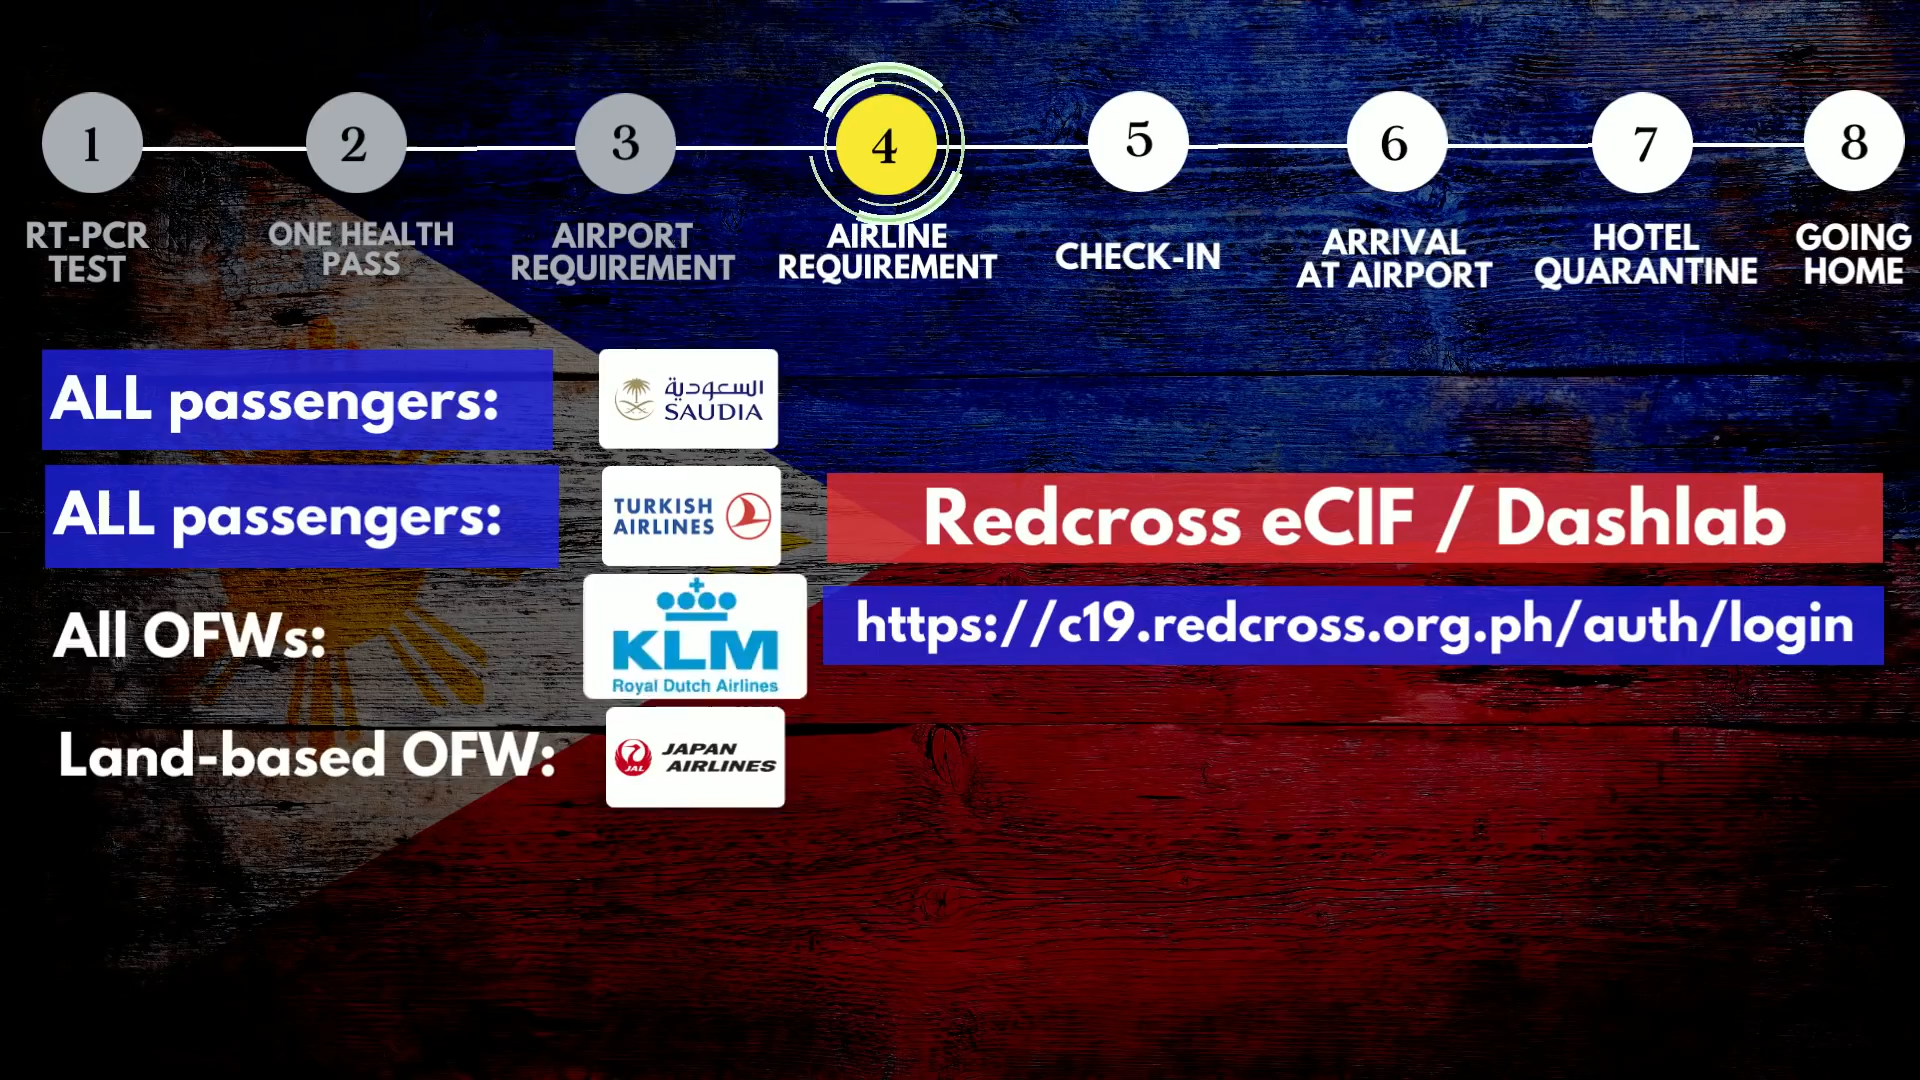 1
2
3
4
5
6
7
8
RT-PCR
TEST
ONE HEALTH
PASS
AIRPORT
REQUIREMENT
AIRLINE
REQUIREMENT
CHECK-IN
ARRIVAL
AT AIRPORT
HOTEL
QUARANTINE
GOING
HOME
ALL passengers:
السعودية
SAUDIA
ALL passengers:
TURKISH
AIRLINES
Redcross eCIF / Dashlab
All OFWs:
KLM
Royal Dutch Airlines
https://c19.redcross.org.ph/auth/login
Land-based OFW:
JAL
JAPAN
AIRLINES